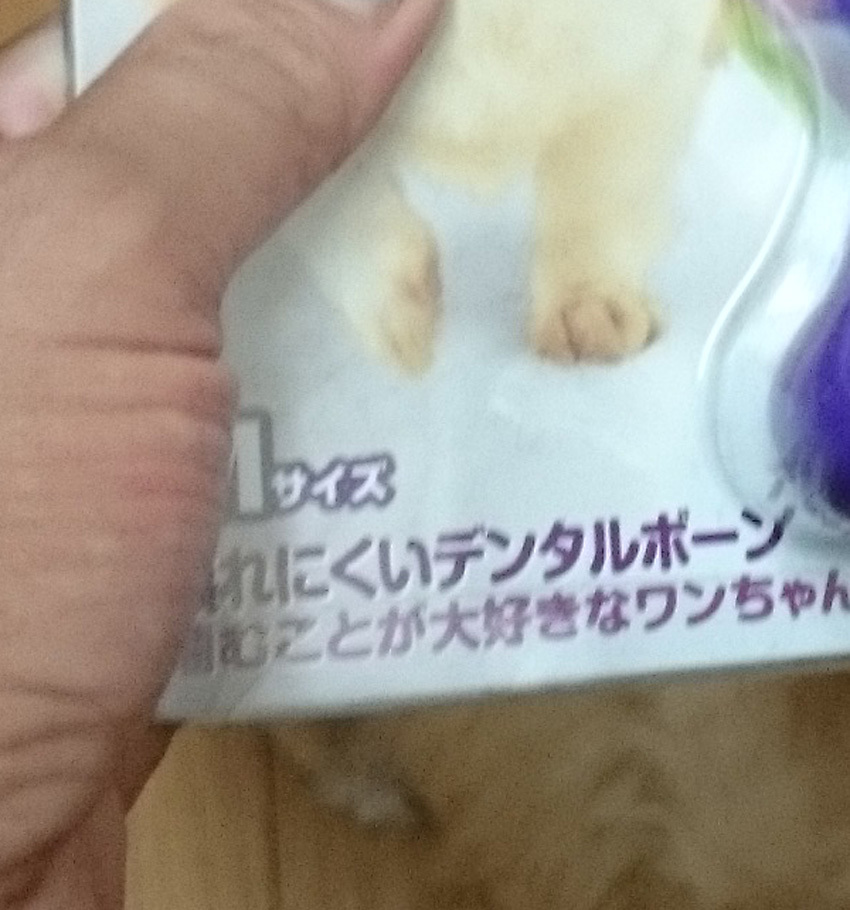 サイズ
れにくいデンタルボーン
むことが大好きなワンちゃん